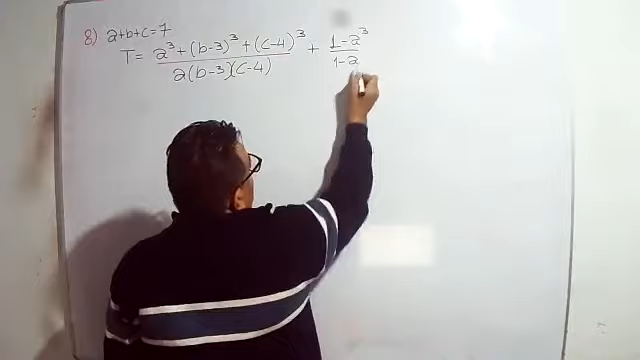 8) a+b+c=7
T= a³+(b-3)³+(c-4)³ / a(b-3)(c-4) + 1-a³ / 1-a